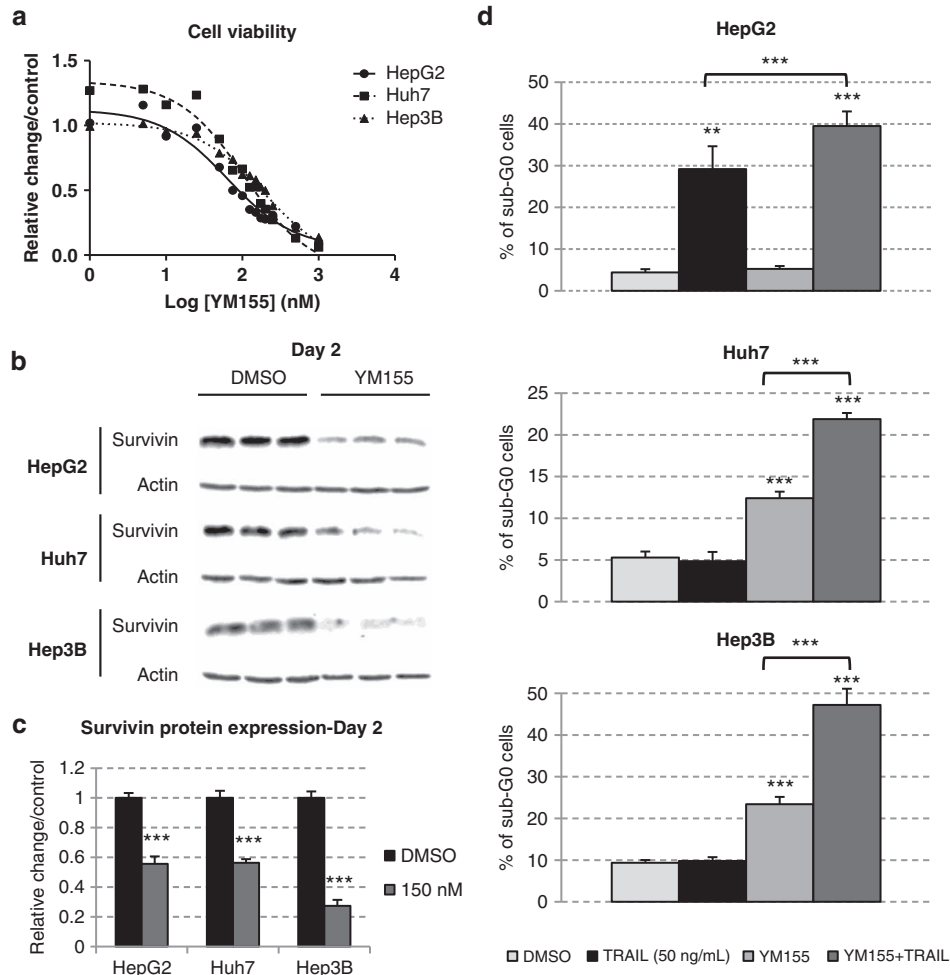 a
Cell viability
Relative change/control
1.5
1.0
0.5
0.0
0 1 2 3 4
Log [YM155] (nM)
HepG2
Huh7
Hep3B
b
Day 2
DMSO YM155
HepG2
Survivin
Actin
Huh7
Survivin
Actin
Hep3B
Survivin
Actin
c
Survivin protein expression-Day 2
Relative change/control
1.2
1
0.8
0.6
0.4
0.2
0
***
***
***
HepG2 Huh7 Hep3B
DMSO
150 nM
d
HepG2
% of sub-G0 cells
50
40
30
20
10
0
***
**
***
Huh7
% of sub-G0 cells
25
20
15
10
5
0
***
***
***
Hep3B
% of sub-G0 cells
50
40
30
20
10
0
***
***
***
DMSO TRAIL (50 ng/mL) YM155 YM155+TRAIL